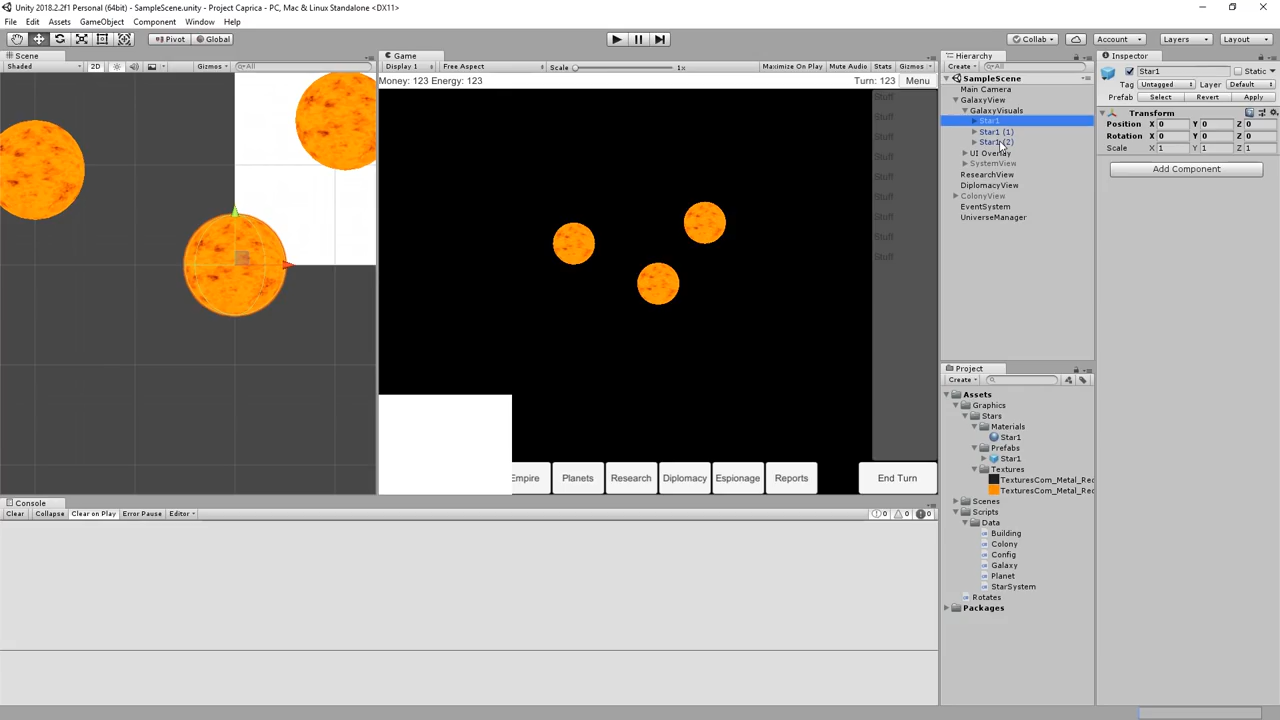 Unity 2018.2.2f1 Personal (64bit) - SampleScene.unity - Project Caprica - PC, Mac & Linux Standalone <DX11>
File Edit Assets GameObject Component Window Help
Pivot Global Collab Account Layers Layout
Scene
Shaded 2D Gizmos All
Game
Display 1 Free Aspect Scale 1x Maximize On Play Mute Audio Stats Gizmos
Money: 123 Energy: 123 Turn: 123 Menu
Stuff
Stuff
Stuff
Stuff
Stuff
Stuff
Stuff
Stuff
Stuff
Empire Planets Research Diplomacy Espionage Reports End Turn
Hierarchy
Create All
SampleScene
Main Camera
GalaxyView
GalaxyVisuals
Star1
Star1 (1)
Star1 (2)
UI Overlay
SystemView
ResearchView
DiplomacyView
ColonyView
EventSystem
UniverseManager
Project
Create
Assets
Graphics
Stars
Materials
Star1
Prefabs
Star1
Textures
TexturesCom_Metal_Rec
TexturesCom_Metal_Rec
Scenes
Scripts
Data
Building
Colony
Config
Galaxy
Planet
StarSystem
Rotates
Packages
Inspector
Star1 Static
Tag Untagged Layer Default
Prefab Select Revert Apply
Transform
Position X 0 Y 0 Z 0
Rotation X 0 Y 0 Z 0
Scale X 1 Y 1 Z 1
Add Component
Console
Clear Collapse Clear on Play Error Pause Editor 0 0 0